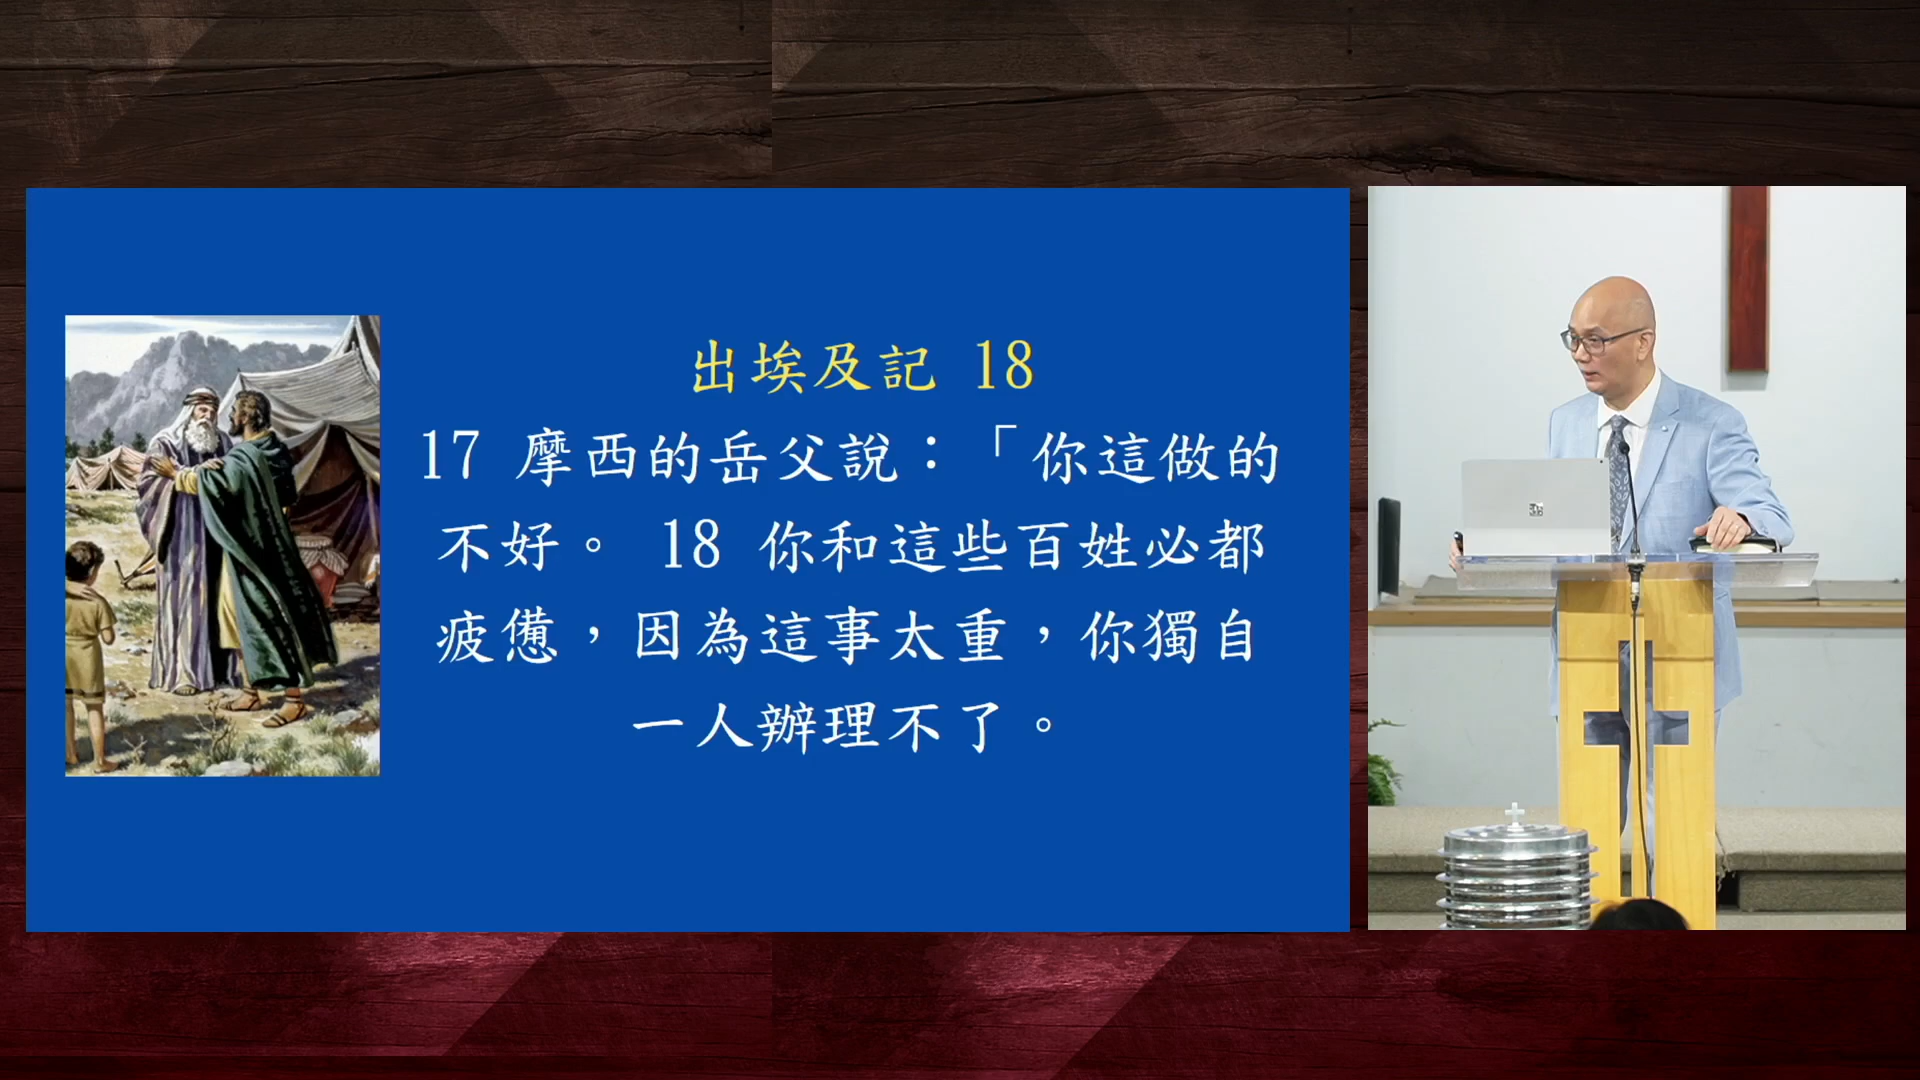 出埃及記 18
17 摩西的岳父說：「你這做的
不好。 18 你和這些百姓必都
疲憊，因為這事太重，你獨自
一人辦理不了。